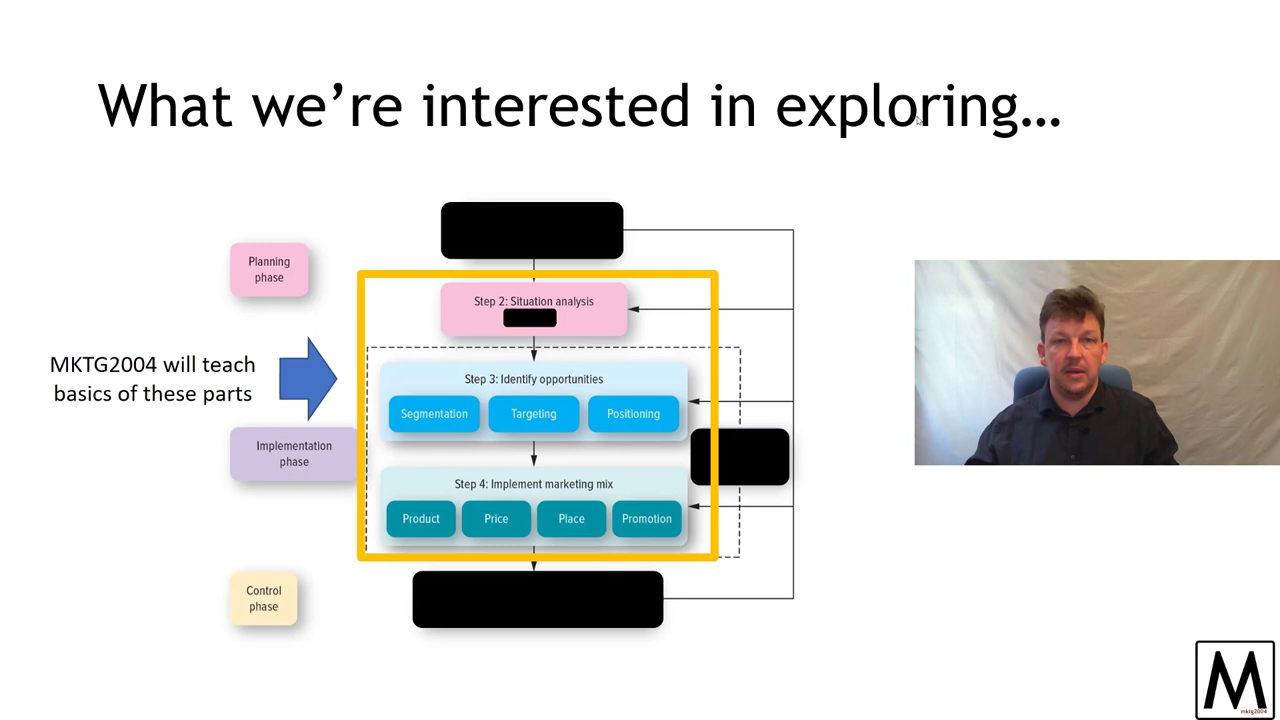 What we’re interested in exploring…
Planning
phase
Step 2: Situation analysis
MKTG2004 will teach
basics of these parts
Step 3: Identify opportunities
Segmentation
Targeting
Positioning
Implementation
phase
Step 4: Implement marketing mix
Product
Price
Place
Promotion
Control
phase
M
mktg2004